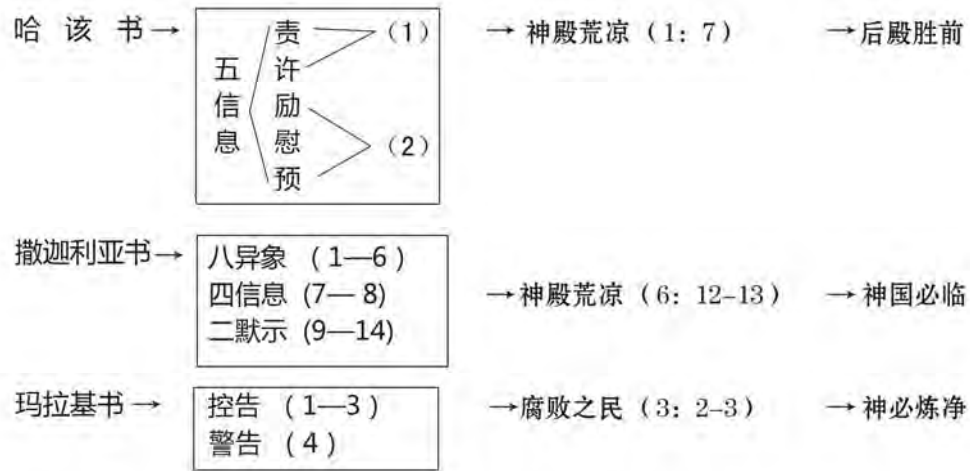 哈 该 书 → 责 (1) → 神殿荒凉 (1: 7) → 后殿胜前
五 许
信 励
息 慰 (2)
预
撒迦利亚书 → 八异象 (1—6)
四信息 (7— 8) → 神殿荒凉 (6: 12-13) → 神国必临
二默示 (9—14)
玛拉基书 → 控告 (1—3) → 腐败之民 (3: 2-3) → 神必炼净
警告 (4)